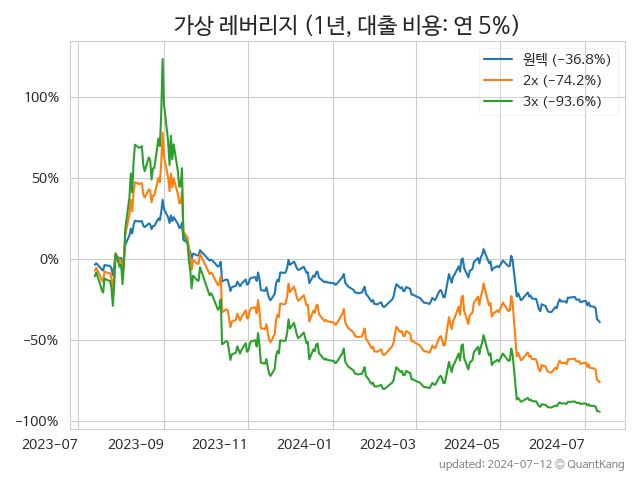 가상 레버리지 (1년, 대출 비용: 연 5%)
원텍 (−36.8%)
2x (−74.2%)
3x (−93.6%)
100%
50%
0%
−50%
−100%
2023-07 2023-09 2023-11 2024-01 2024-03 2024-05 2024-07
updated: 2024-07-12 © QuantKang